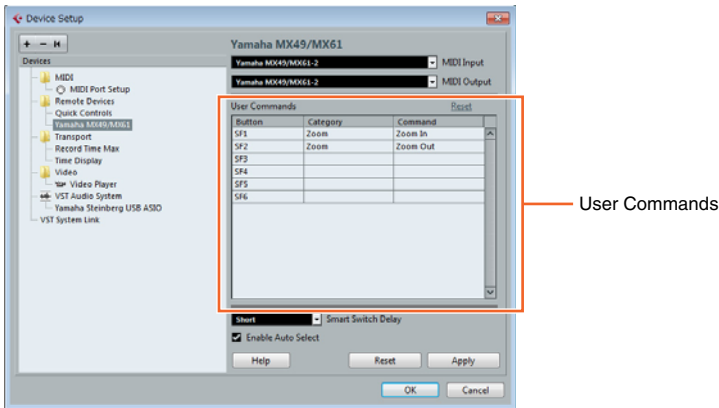 Device Setup
+ - 
Devices
MIDI
MIDI Port Setup
Remote Devices
Quick Controls
Yamaha MX49/MX61
Transport
Record Time Max
Time Display
Video
Video Player
VST Audio System
Yamaha Steinberg USB ASIO
VST System Link
Yamaha MX49/MX61
Yamaha MX49/MX61-2 MIDI Input
Yamaha MX49/MX61-2 MIDI Output
User Commands Reset
Button Category Command
SF1 Zoom Zoom In
SF2 Zoom Zoom Out
SF3
SF4
SF5
SF6
Short Smart Switch Delay
Enable Auto Select
Help Reset Apply
OK Cancel
User Commands